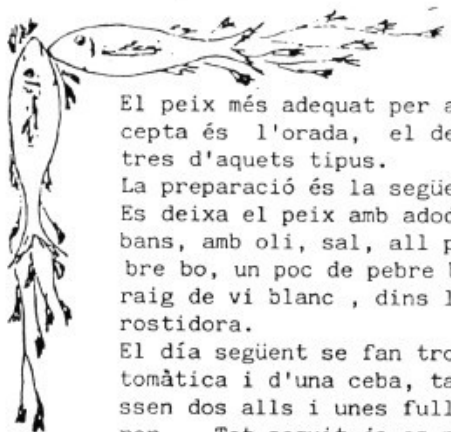 El peix més adequat per a
cepta és l'orada, el de
tres d'aquets tipus.
La preparació és la següe
Es deixa el peix amb adoc
bans, amb oli, sal, all p
bre bo, un poc de pebre b
raig de vi blanc , dins l
rostidora.
El día següent se fan tro
tomàtica i d'una ceba, ta
ssen dos alls i unes full